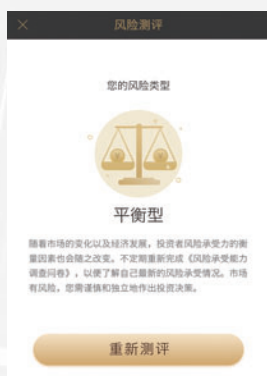 风险测评
您的风险类型
平衡型
随着市场的变化以及经济发展，投资者风险承受力的衡
量因素也会随之改变。不定期重新完成《风险承受能力
调查问卷》，以便了解自己最新的风险承受情况。市场
有风险，您需谨慎和独立地作出投资决策。
重新测评